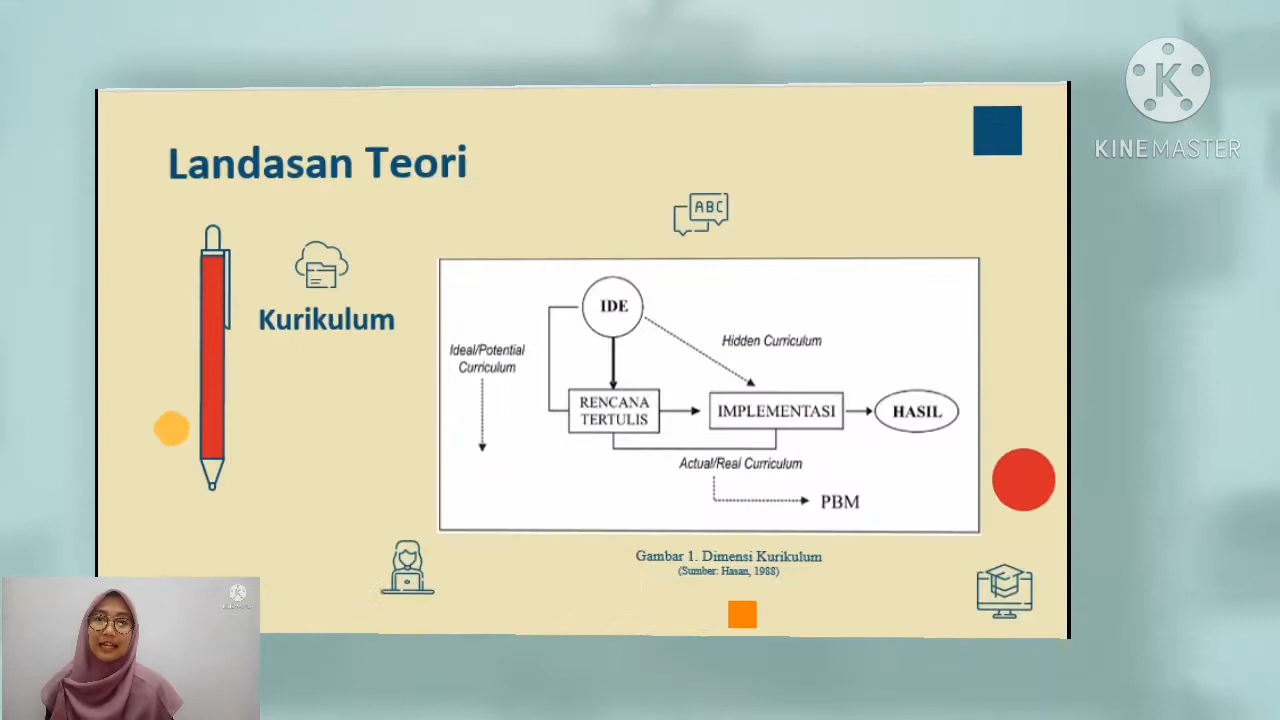 KINEMASTER
Landasan Teori
ABC
Kurikulum
IDE
Hidden Curriculum
Ideal/Potential
Curriculum
RENCANA
TERTULIS
IMPLEMENTASI
HASIL
Actual/Real Curriculum
PBM
Gambar 1. Dimensi Kurikulum
(Sumber: Hasan, 1988)